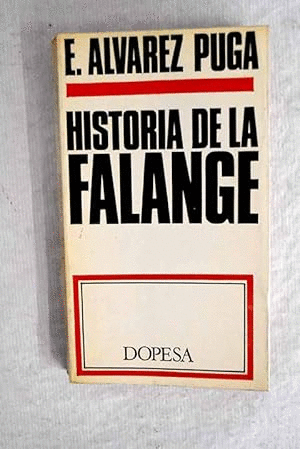 E. ALVAREZ PUGA
HISTORIA DE LA
FALANGE
DOPESA